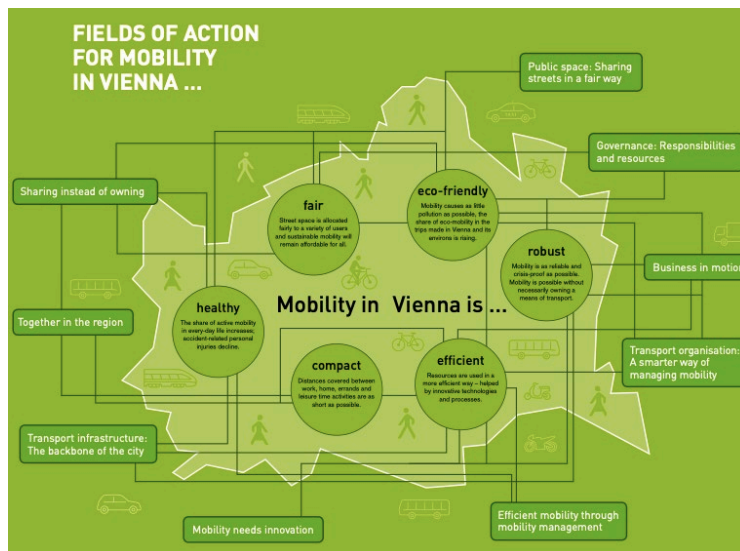 FIELDS OF ACTION
FOR MOBILITY
IN VIENNA ...
Public space: Sharing
streets in a fair way
Governance: Responsibilities
and resources
Sharing instead of owning
fair
Street space is allocated
fairly to a variety of users
and sustainable mobility will
remain affordable for all.
eco-friendly
Mobility causes as little
pollution as possible, the
share of eco-mobility in the
trips made in Vienna and its
environs is rising.
robust
Mobility is as reliable and
crisis-proof as possible.
Mobility is possible without
necessarily owning a
means of transport.
Business in motion
healthy
The share of active mobility
in every-day life increases;
accident-related personal
injuries decline.
Mobility in Vienna is ...
Together in the region
compact
Distances covered between
work, home, errands and
leisure time activities are as
short as possible.
efficient
Resources are used in a
more efficient way – helped
by innovative technologies
and processes.
Transport organisation:
A smarter way of
managing mobility
Transport infrastructure:
The backbone of the city
Mobility needs innovation
Efficient mobility through
mobility management